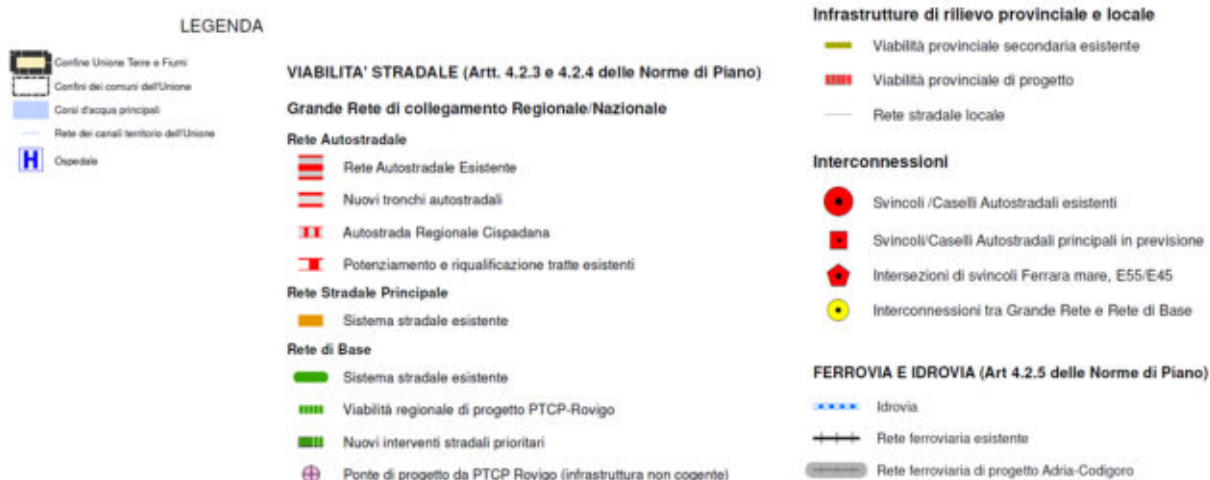 LEGENDA
Confine Unione Terre e Fiumi
Confini dei comuni dell'Unione
Corsi d'acqua principali
Rete dei canali territorio dell'Unione
H Ospedale
VIABILITA' STRADALE (Artt. 4.2.3 e 4.2.4 delle Norme di Piano)
Grande Rete di collegamento Regionale/Nazionale
Rete Autostradale
Rete Autostradale Esistente
Nuovi tronchi autostradali
Autostrada Regionale Cispadana
Potenziamento e riqualificazione tratte esistenti
Rete Stradale Principale
Sistema stradale esistente
Rete di Base
Sistema stradale esistente
Viabilità regionale di progetto PTCP-Rovigo
Nuovi interventi stradali prioritari
Ponte di progetto da PTCP Rovigo (infrastruttura non cogente)
Infrastrutture di rilievo provinciale e locale
Viabilità provinciale secondaria esistente
Viabilità provinciale di progetto
Rete stradale locale
Interconnessioni
Svincoli /Caselli Autostradali esistenti
Svincoli/Caselli Autostradali principali in previsione
Intersezioni di svincoli Ferrara mare, E55/E45
Interconnessioni tra Grande Rete e Rete di Base
FERROVIA E IDROVIA (Art 4.2.5 delle Norme di Piano)
Idrovia
Rete ferroviaria esistente
Rete ferroviaria di progetto Adria-Codigoro